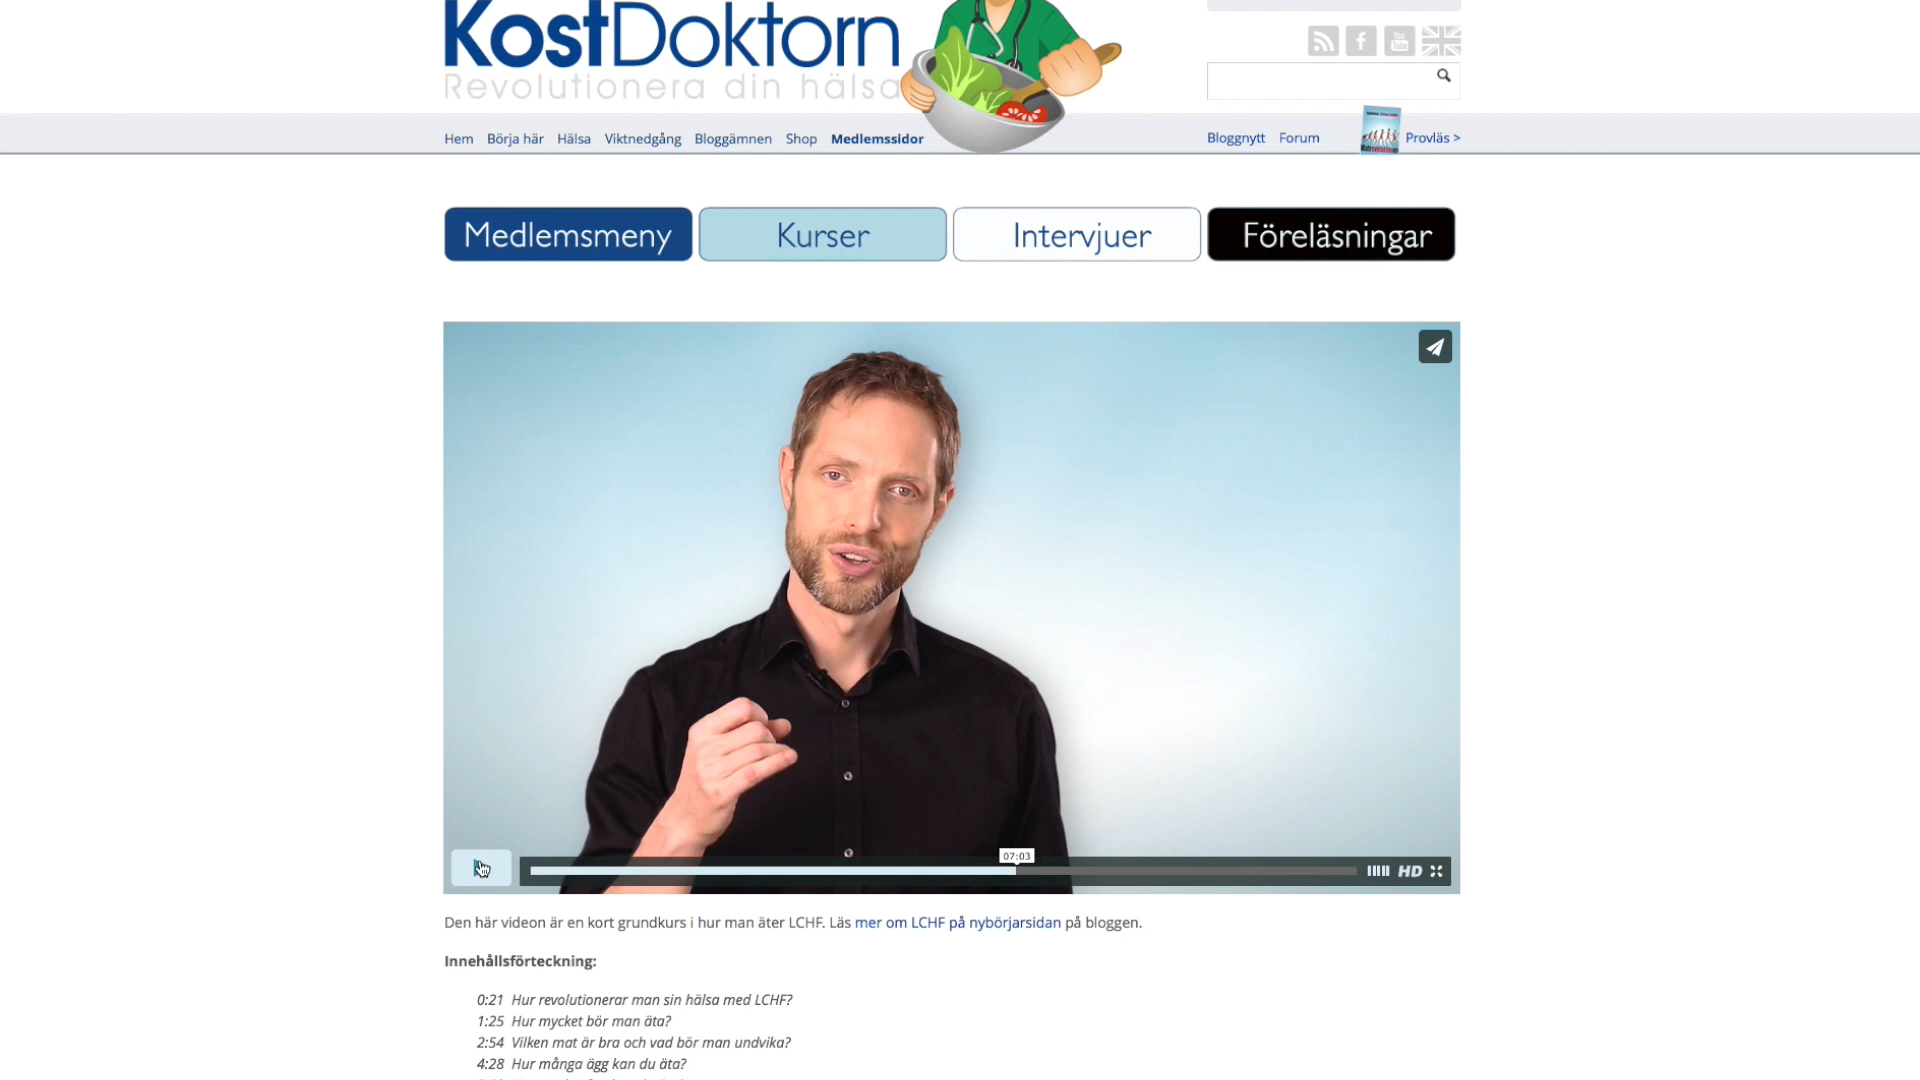 KostDoktorn
Revolutionera din hälsa
You
Tube
Hem Börja här Hälsa Viktnedgång Bloggämnen Shop Medlemssidor
Bloggnytt Forum Provläs >
Medlemsmeny Kurser Intervjuer Föreläsningar
07:03
HD
Den här videon är en kort grundkurs i hur man äter LCHF. Läs mer om LCHF på nybörjarsidan på bloggen.
Innehållsförteckning:
0:21 Hur revolutionerar man sin hälsa med LCHF?
1:25 Hur mycket bör man äta?
2:54 Vilken mat är bra och vad bör man undvika?
4:28 Hur många ägg kan du äta?